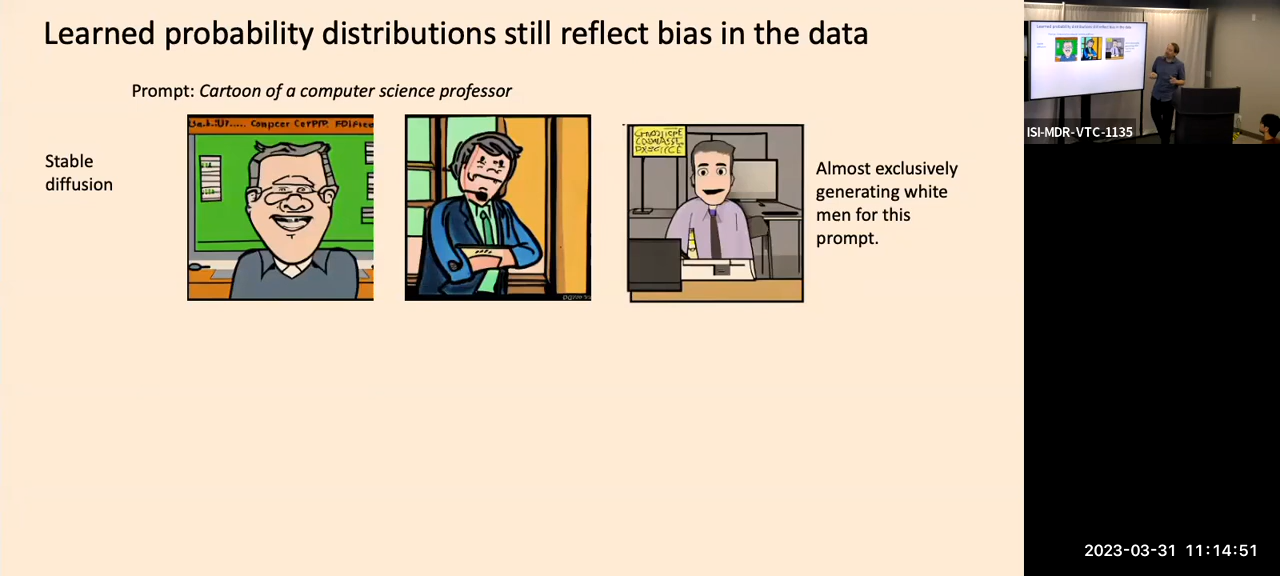 Learned probability distributions still reflect bias in the data
Prompt: Cartoon of a computer science professor
Stable
diffusion
Almost exclusively
generating white
men for this
prompt.
ISI-MDR-VTC-1135
2023-03-31 11:14:51